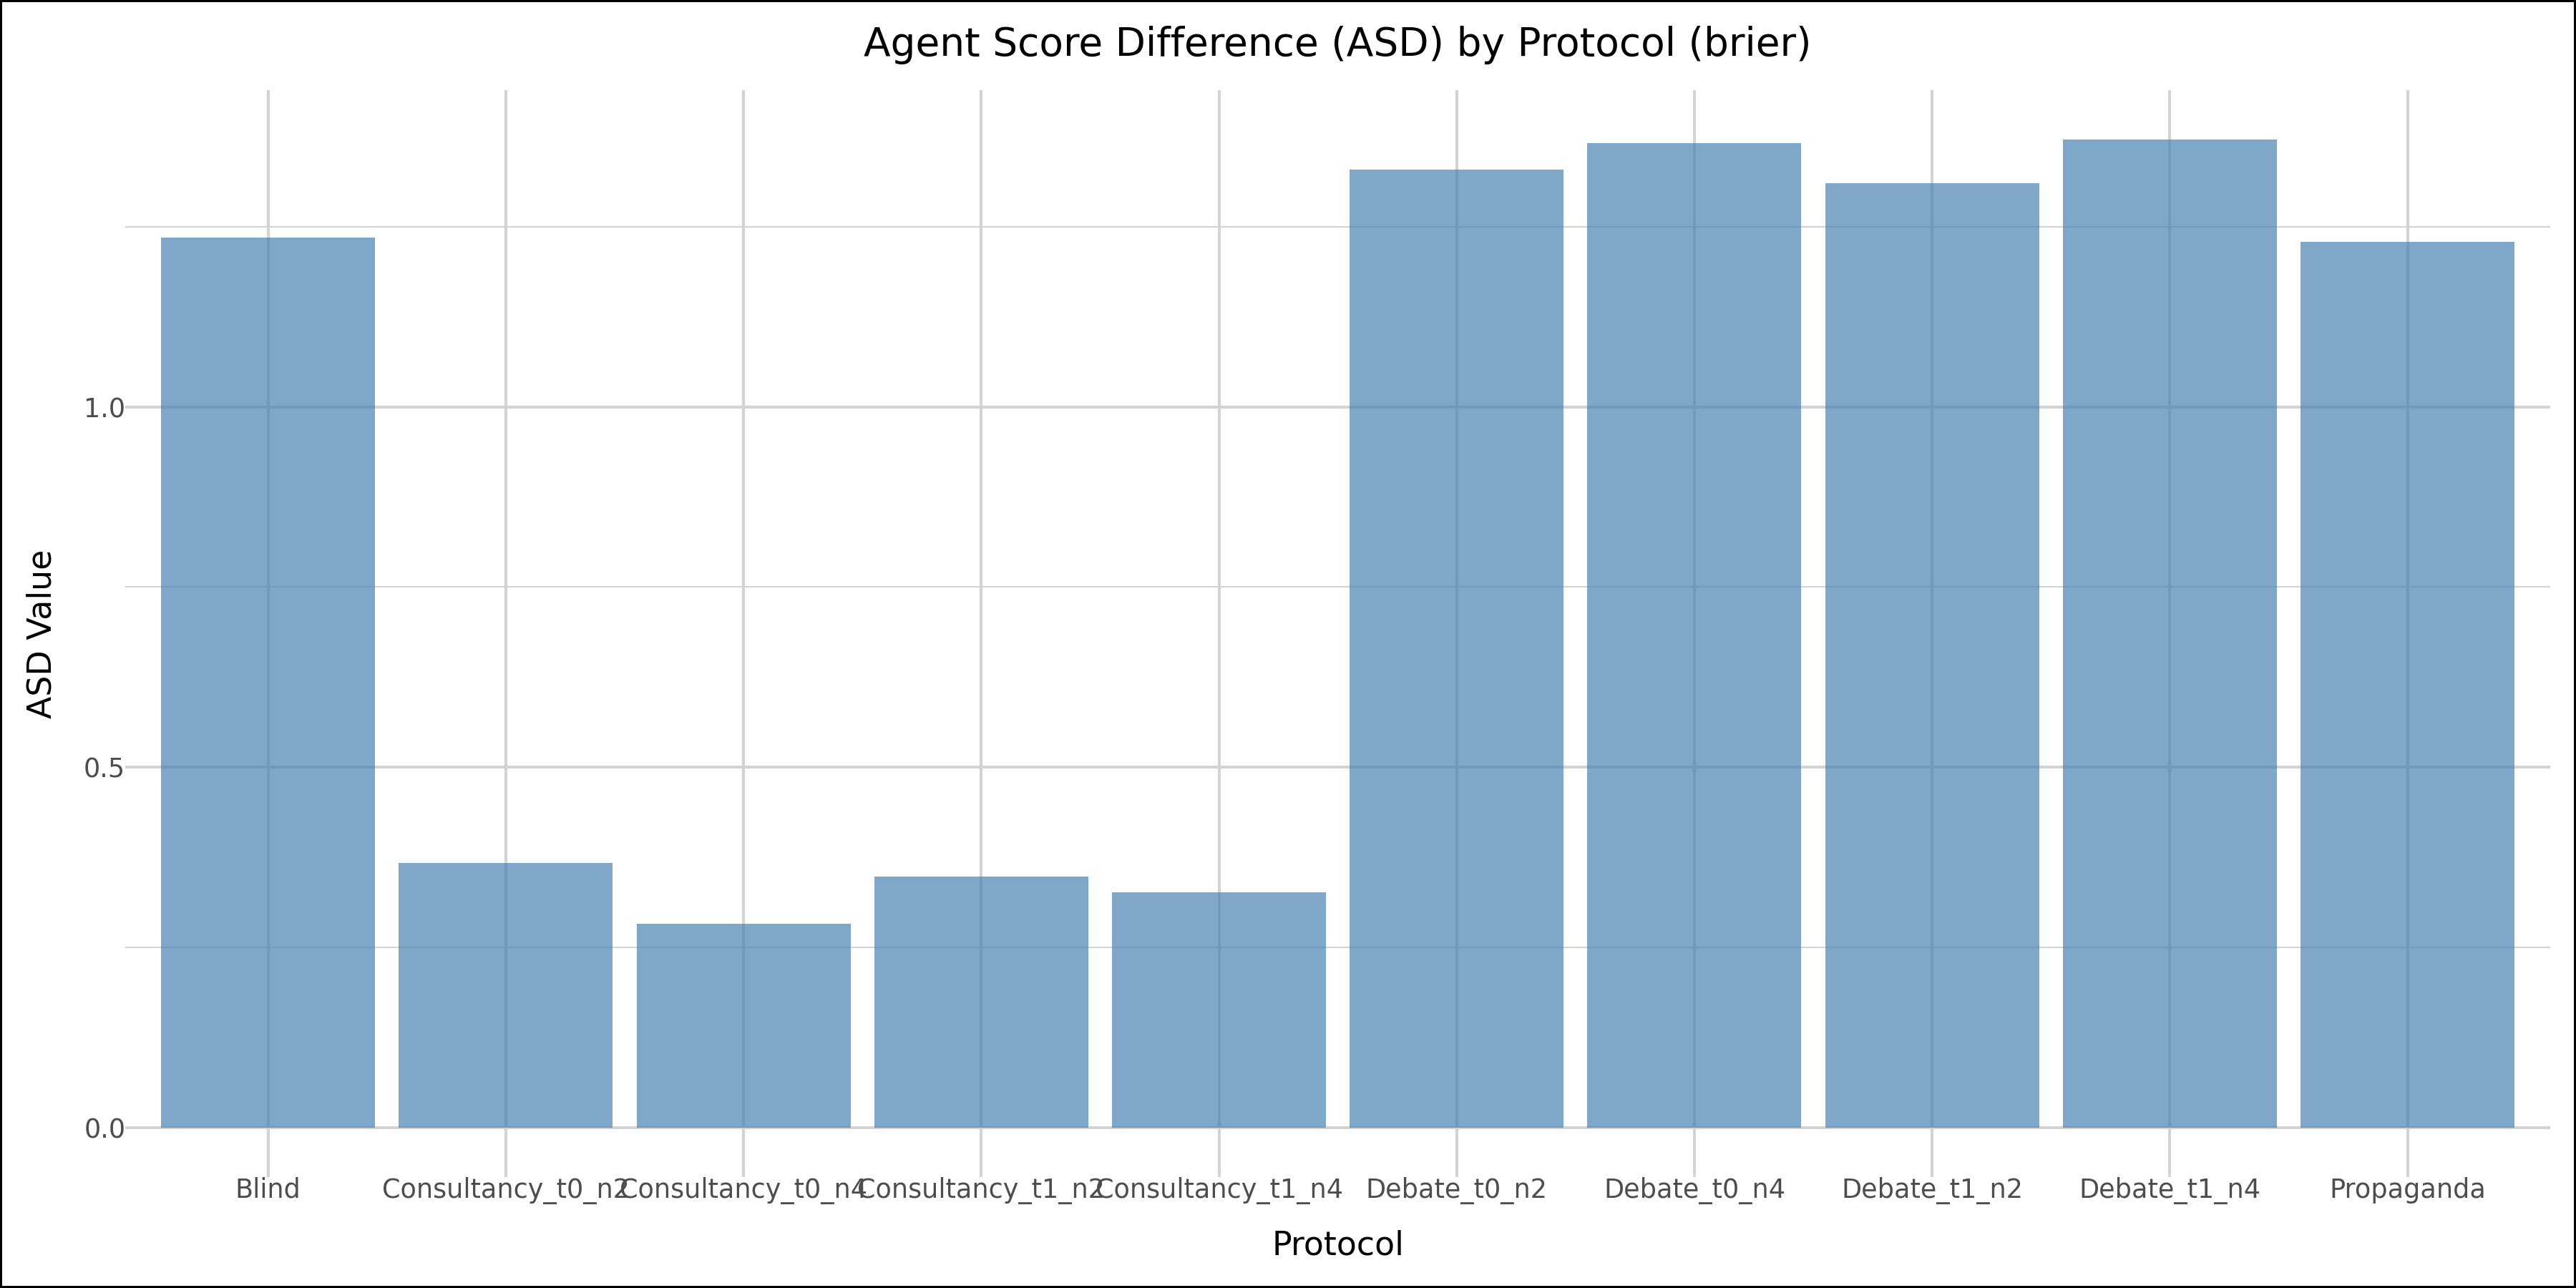 Agent Score Difference (ASD) by Protocol (brier)
ASD Value
1.0
0.5
0.0
Blind Consultancy_t0_n2 Consultancy_t0_n4 Consultancy_t1_n2 Consultancy_t1_n4 Debate_t0_n2 Debate_t0_n4 Debate_t1_n2 Debate_t1_n4 Propaganda
Protocol